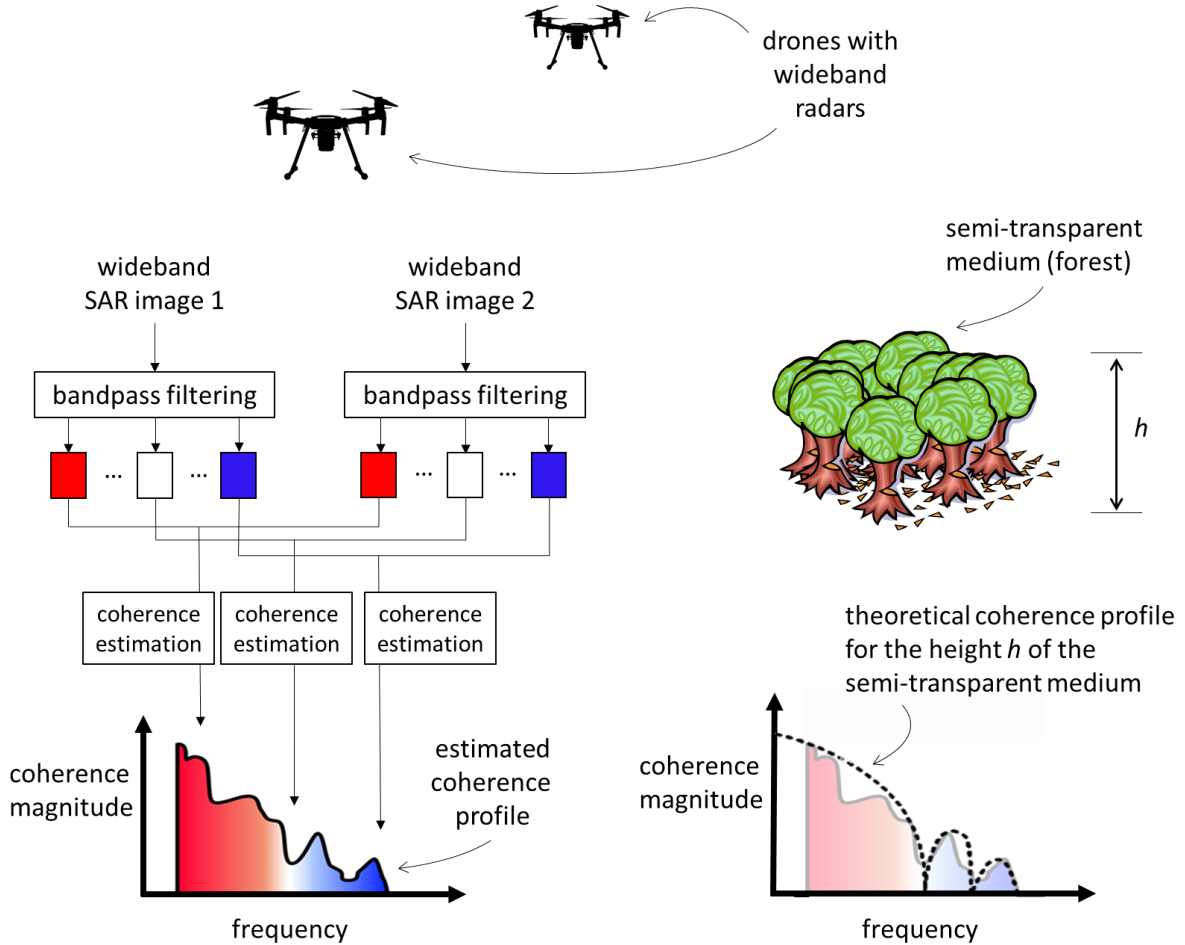 drones with
wideband
radars
semi-transparent
medium (forest)
wideband
SAR image 1
wideband
SAR image 2
bandpass filtering
bandpass filtering
... ...
... ...
h
coherence
estimation
coherence
estimation
coherence
estimation
theoretical coherence profile
for the height h of the
semi-transparent medium
estimated
coherence
profile
coherence
magnitude
coherence
magnitude
frequency
frequency